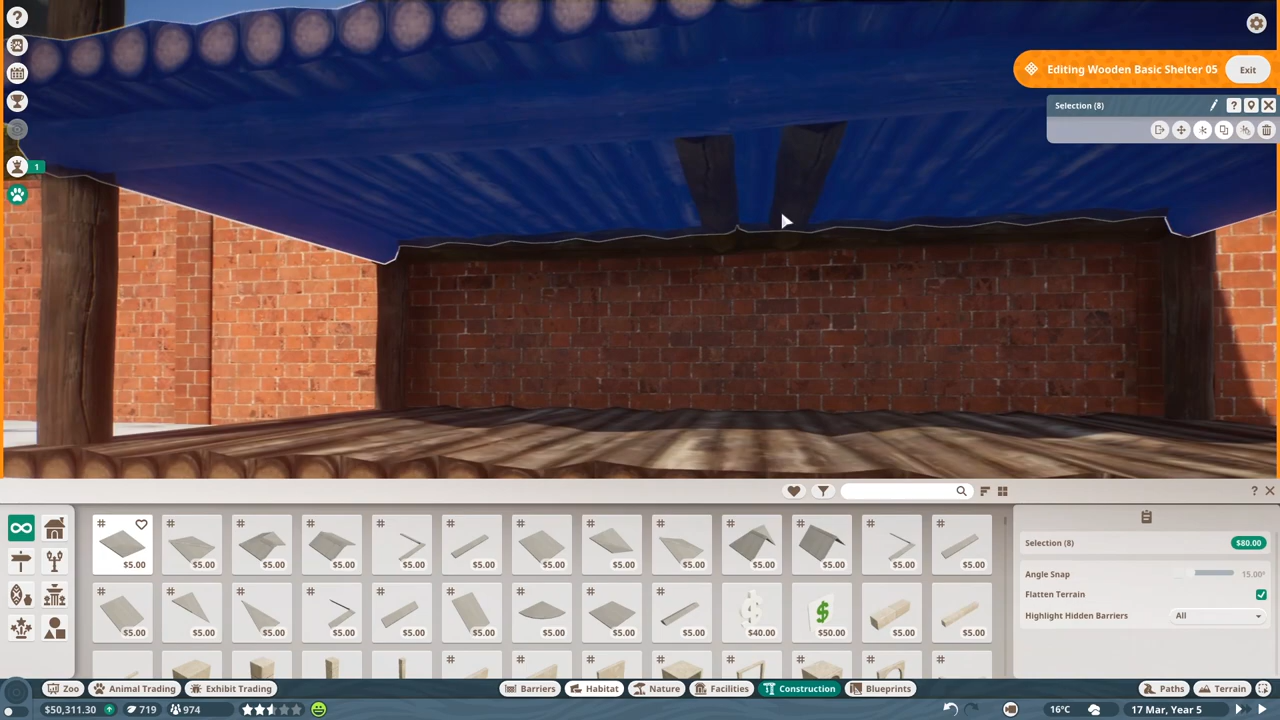 Editing Wooden Basic Shelter 05
Exit
Selection (8)
?
1
?
?
$5.00 $5.00 $5.00 $5.00 $5.00 $5.00 $5.00 $5.00 $5.00 $5.00 $5.00 $5.00 $5.00
$5.00 $5.00 $5.00 $5.00 $5.00 $5.00 $5.00 $5.00 $5.00 $40.00 $50.00 $5.00 $5.00
Selection (8)
$80.00
Angle Snap
15.00°
Flatten Terrain
Highlight Hidden Barriers
All
Zoo
Animal Trading
Exhibit Trading
Barriers
Habitat
Nature
Facilities
Construction
Blueprints
Paths
Terrain
$50,311.30
719
974
16°C
17 Mar, Year 5